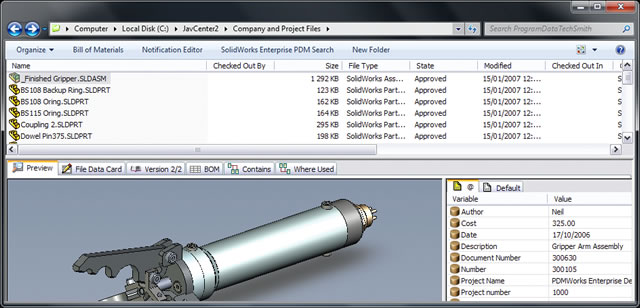 Computer ▸ Local Disk (C:) ▸ JavCenter2 ▸ Company and Project Files ▸ Search ProgramDataTechSmith
Organize Bill of Materials Notification Editor SolidWorks Enterprise PDM Search New Folder
Name Checked Out By Size File Type State Modified Checked Out In
_Finished Gripper.SLDASM 1 292 KB SolidWorks Ass... Approved 15/01/2007 12:... S
BS108 Backup Ring.SLDPRT 123 KB SolidWorks Part... Approved 15/01/2007 12:... S
BS108 Oring.SLDPRT 162 KB SolidWorks Part... Approved 15/01/2007 12:... S
BS115 Oring.SLDPRT 164 KB SolidWorks Part... Approved 15/01/2007 12:... S
Coupling 2.SLDPRT 295 KB SolidWorks Part... Approved 15/01/2007 12:... S
Dowel Pin375.SLDPRT 198 KB SolidWorks Part... Approved 15/01/2007 12:... S
Preview File Data Card Version 2/2 BOM Contains Where Used
@ Default
Variable Value
Author Neil
Cost 325.00
Date 17/10/2006
Description Gripper Arm Assembly
Document Number 300630
Number 300105
Project Name PDMWorks Enterprise De
Project number 1000